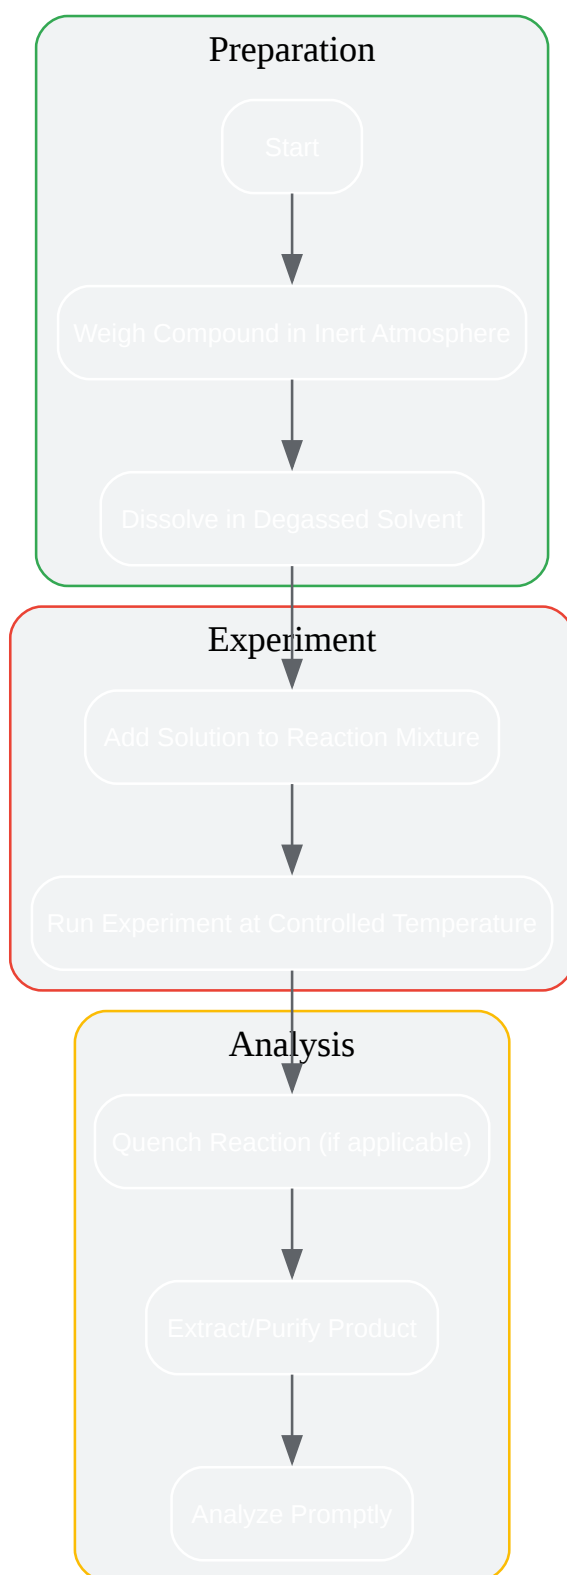 Preparation
Start
Weigh Compound in Inert Atmosphere
Dissolve in Degassed Solvent
Experiment
Add Solution to Reaction Mixture
Run Experiment at Controlled Temperature
Analysis
Quench Reaction (if applicable)
Extract/Purify Product
Analyze Promptly